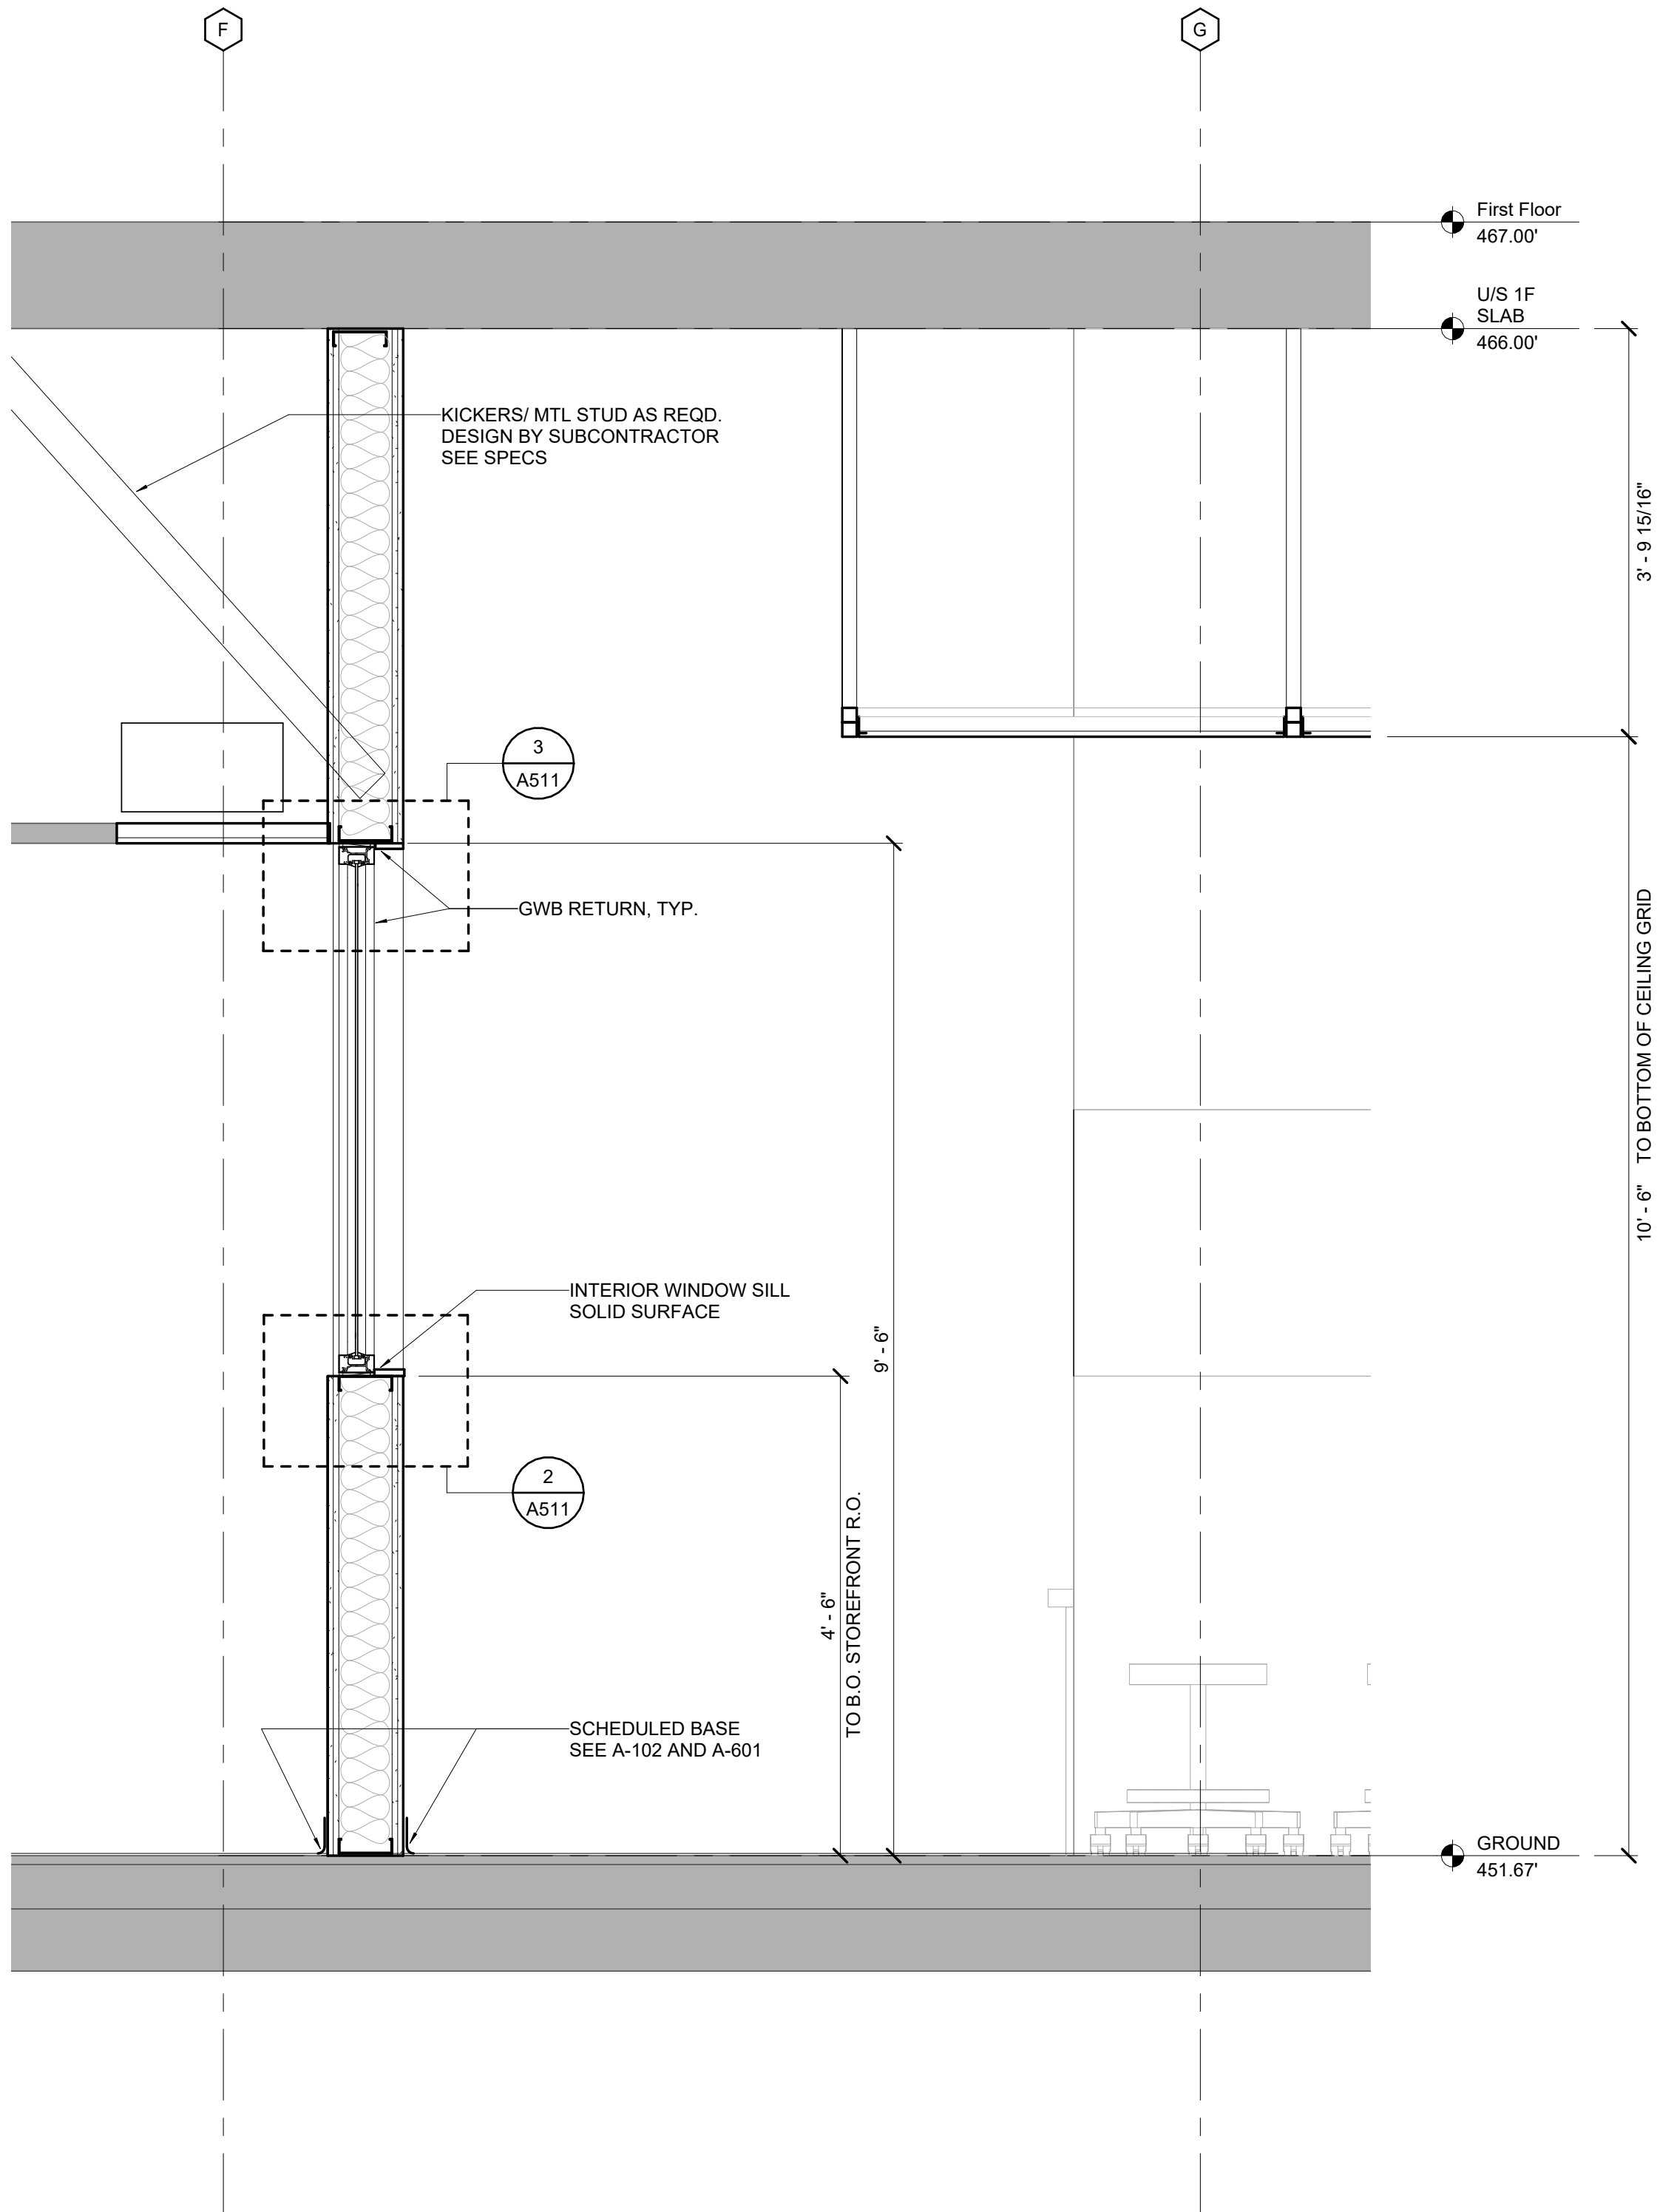 F
G
First Floor
467.00'
U/S 1F
SLAB
466.00'
KICKERS/ MTL STUD AS REQD.
DESIGN BY SUBCONTRACTOR
SEE SPECS
3' - 9 15/16"
3
A511
GWB RETURN, TYP.
10' - 6" TO BOTTOM OF CEILING GRID
INTERIOR WINDOW SILL
SOLID SURFACE
9' - 6"
2
A511
4' - 6"
TO B.O. STOREFRONT R.O.
SCHEDULED BASE
SEE A-102 AND A-601
GROUND
451.67'